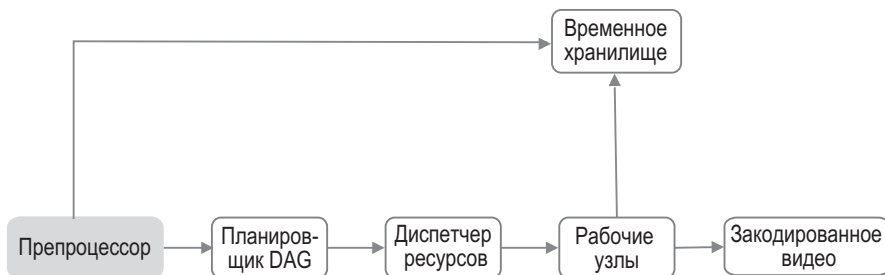 Временное
хранилище
Препроцессор
Планиров-
щик DAG
Диспетчер
ресурсов
Рабочие
узлы
Закодированное
видео